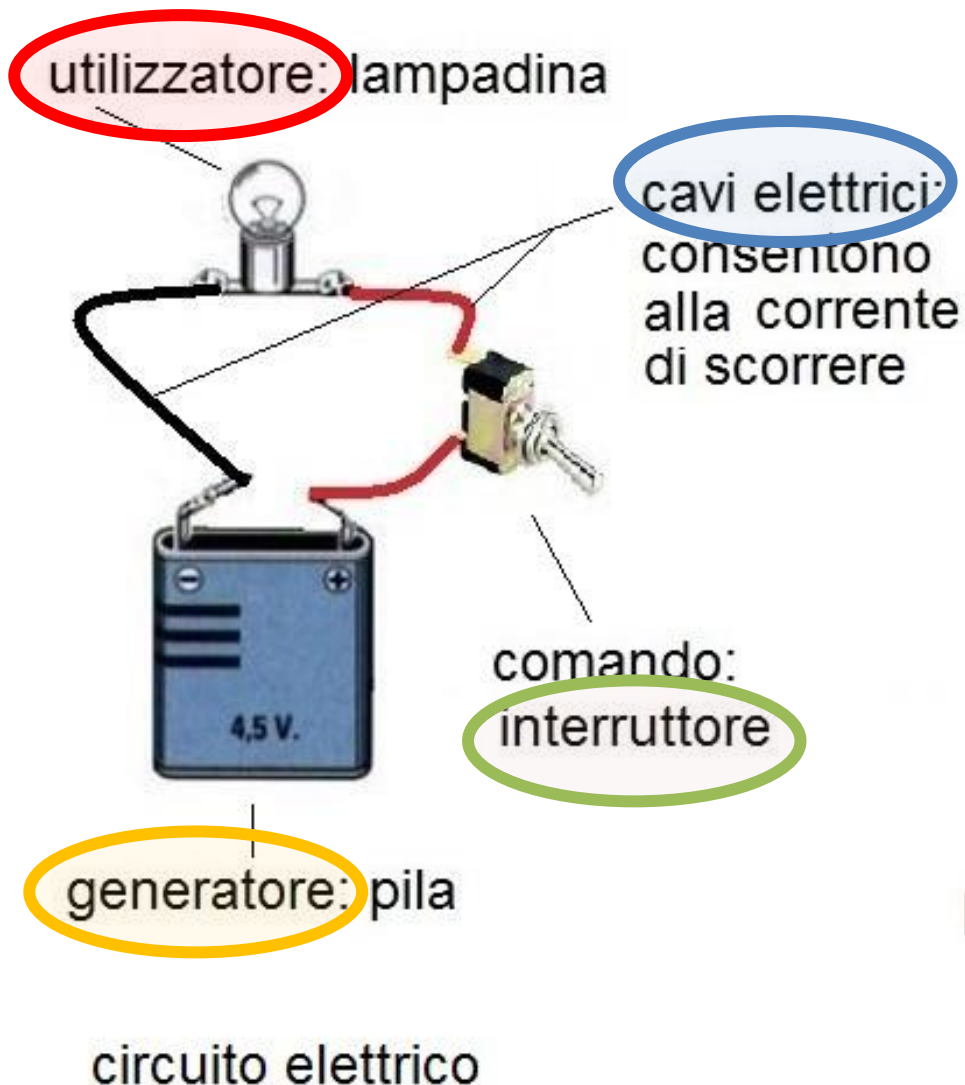 utilizzatore: lampadina
cavi elettrici:
consentono
alla corrente
di scorrere
comando:
interruttore
- +
4,5 V.
generatore: pila
circuito elettrico